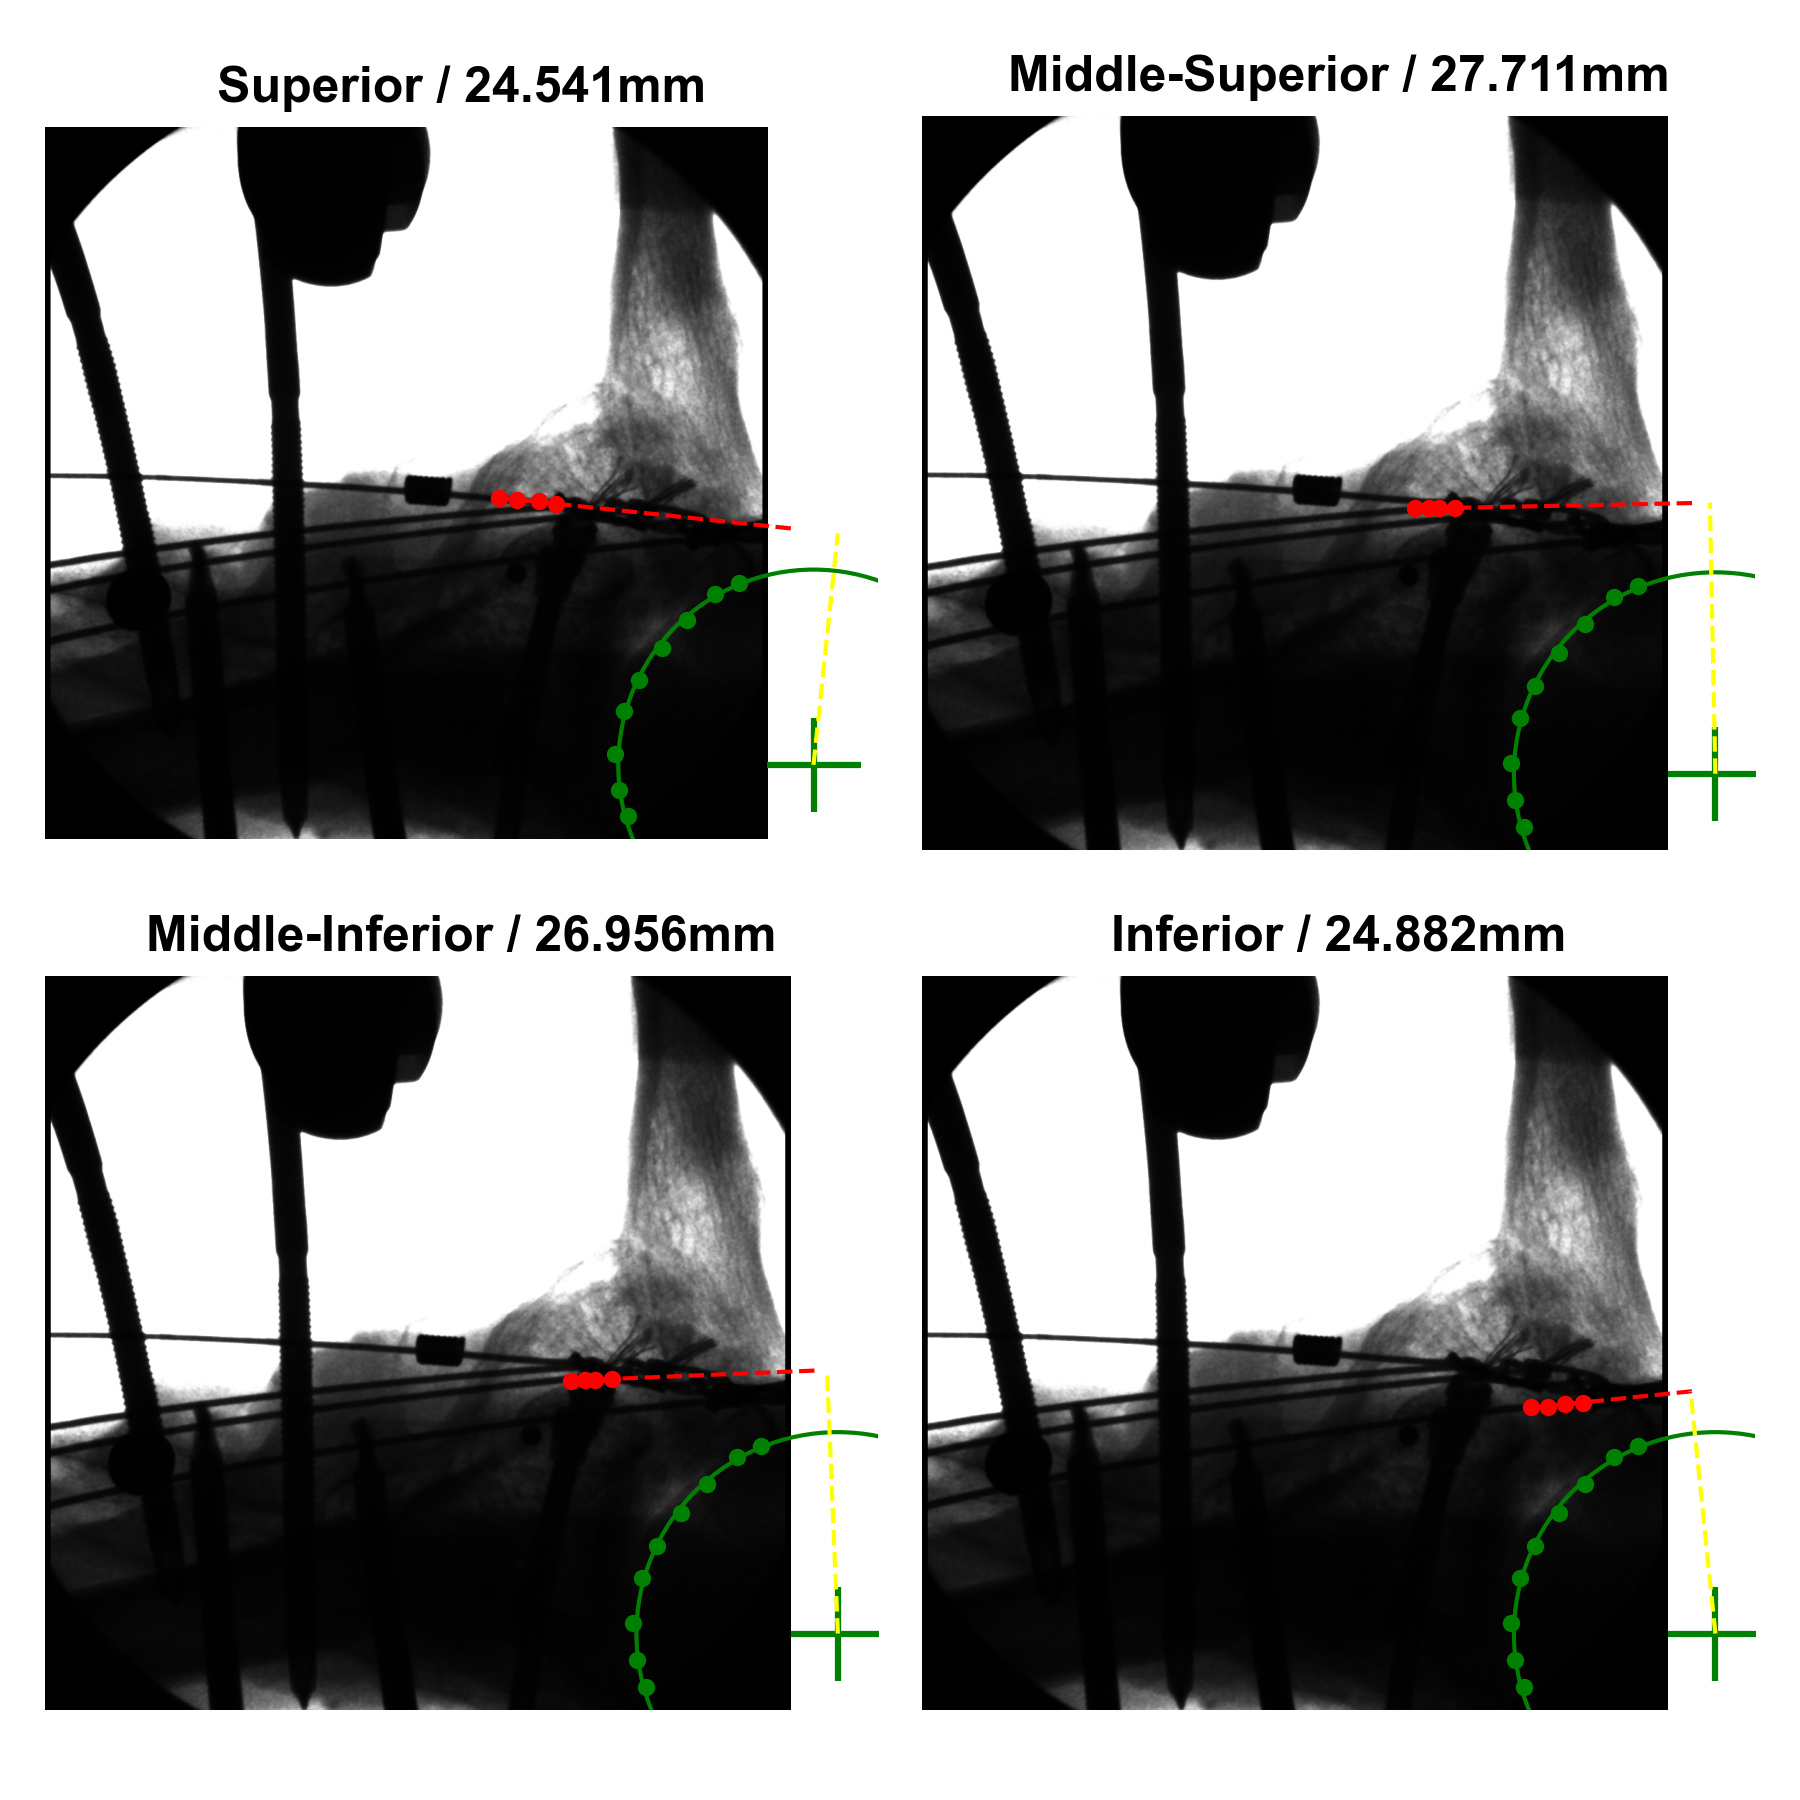 Superior / 24.541mm
Middle-Superior / 27.711mm
Middle-Inferior / 26.956mm
Inferior / 24.882mm